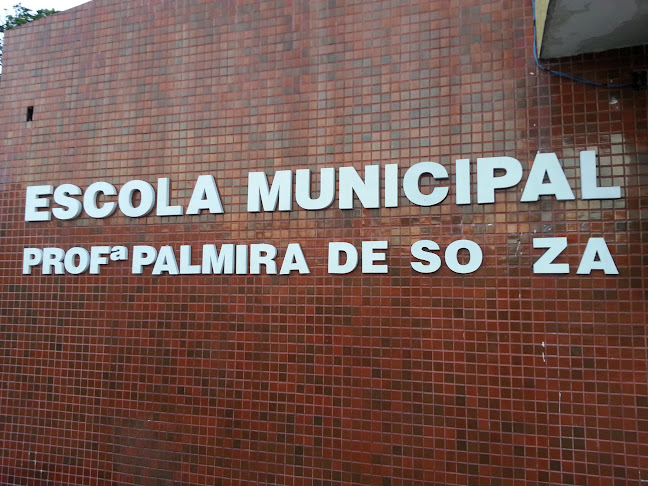 ESCOLA MUNICIPAL
PROFª PALMIRA DE SO ZA